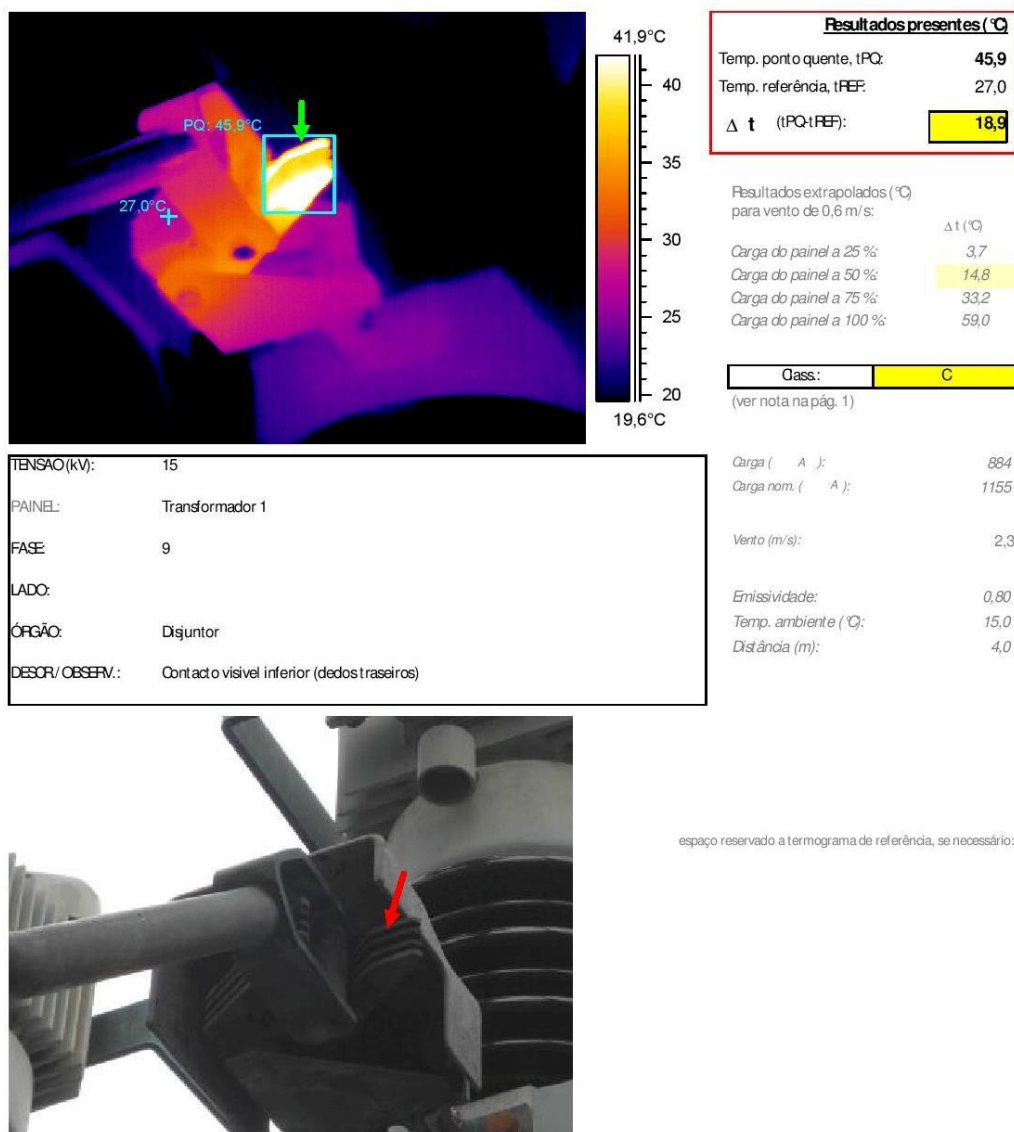 41,9°C
40
35
30
25
20
19,6°C
PQ: 45,9°C
27,0°C
Resultados presentes (°C)
Temp. ponto quente, tPQ: 45,9
Temp. referência, tREF: 27,0
Δ t (tPQ-tREF): 18,9
Resultados extrapolados (°C)
para vento de 0,6 m/s:
Δ t (°C)
Carga do painel a 25 %: 3,7
Carga do painel a 50 %: 14,8
Carga do painel a 75 %: 33,2
Carga do painel a 100 %: 59,0
Class.: C
(ver nota na pág. 1)
TENSAO (kV): 15
PAINEL: Transformador 1
FASE: 9
LADO:
ÓRGÃO: Disjuntor
DESCR/ OBSERV.: Contacto visivel inferior (dedos traseiros)
Carga ( A ): 884
Carga nom. ( A ): 1155
Vento (m/s): 2,3
Emissividade: 0,80
Temp. ambiente (°C): 15,0
Distância (m): 4,0
espaço reservado a termograma de referência, se necessário: